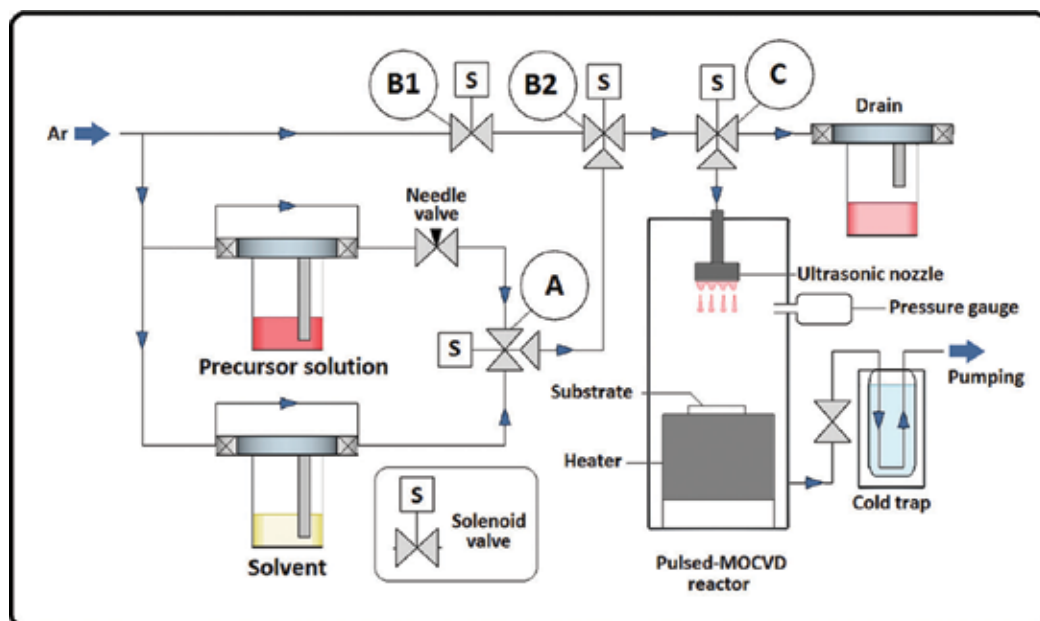 B1
S
B2
S
S
C
Ar
Drain
Needle
valve
Ultrasonic nozzle
A
Pressure gauge
S
Precursor solution
Pumping
Substrate
Heater
S
Solenoid
valve
Cold trap
Solvent
Pulsed-MOCVD
reactor